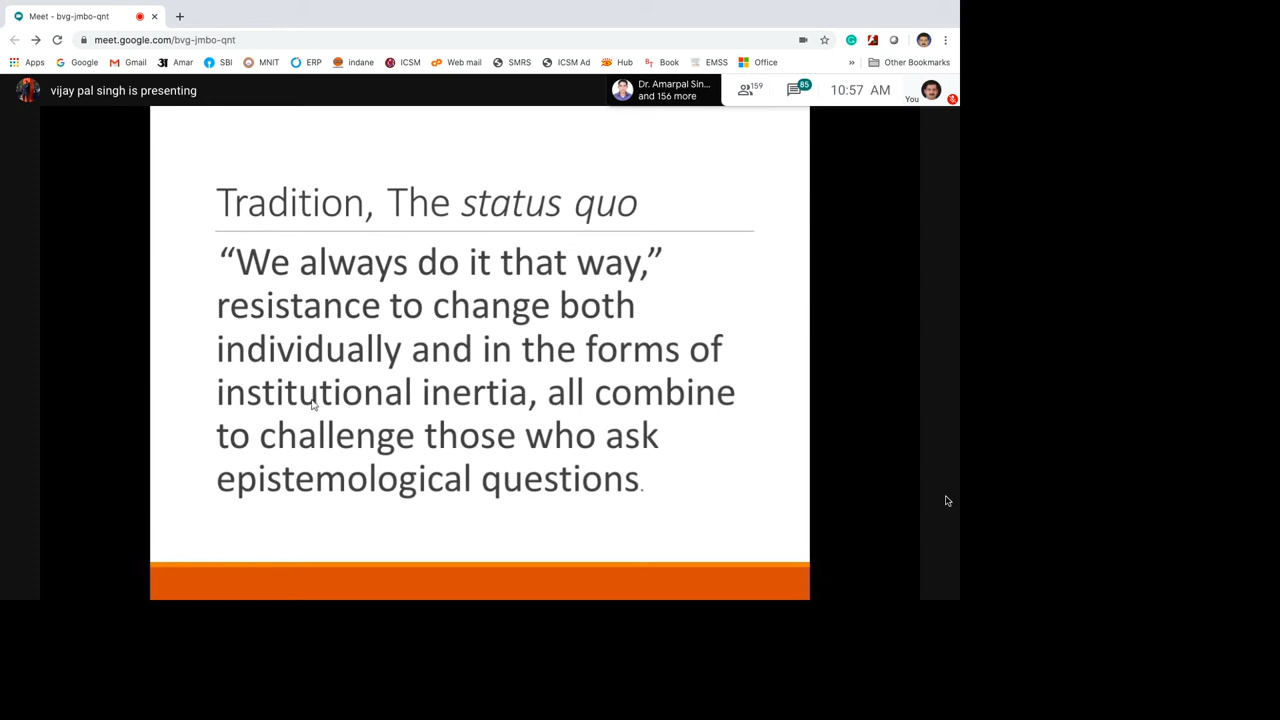 Meet - bvg-jmbo-qnt
meet.google.com/bvg-jmbo-qnt
Apps Google Gmail Amar SBI MNIT ERP indane ICSM Web mail SMRS ICSM Ad Hub Book EMSS Office » Other Bookmarks
vijay pal singh is presenting
Dr. Amarpal Sin...
and 156 more
159
85
10:57 AM
You
Tradition, The status quo
“We always do it that way,”
resistance to change both
individually and in the forms of
institutional inertia, all combine
to challenge those who ask
epistemological questions.